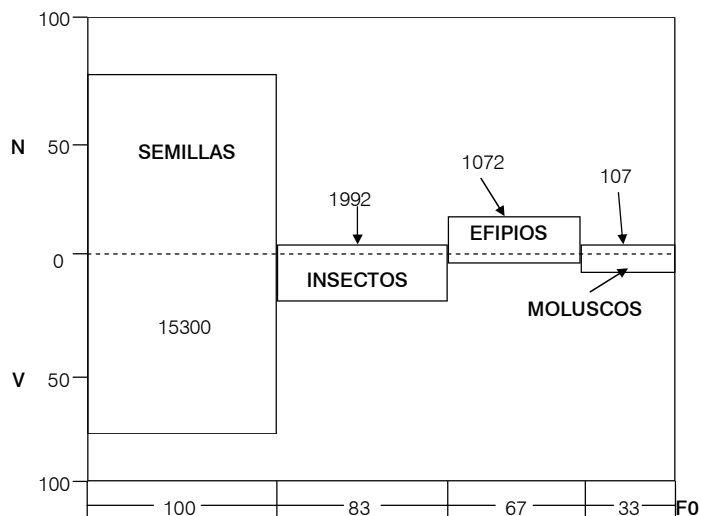 100
N 50
SEMILLAS
1072
107
1992
EFIPIOS
0
INSECTOS
MOLUSCOS
15300
V 50
100
100 83 67 33 F0